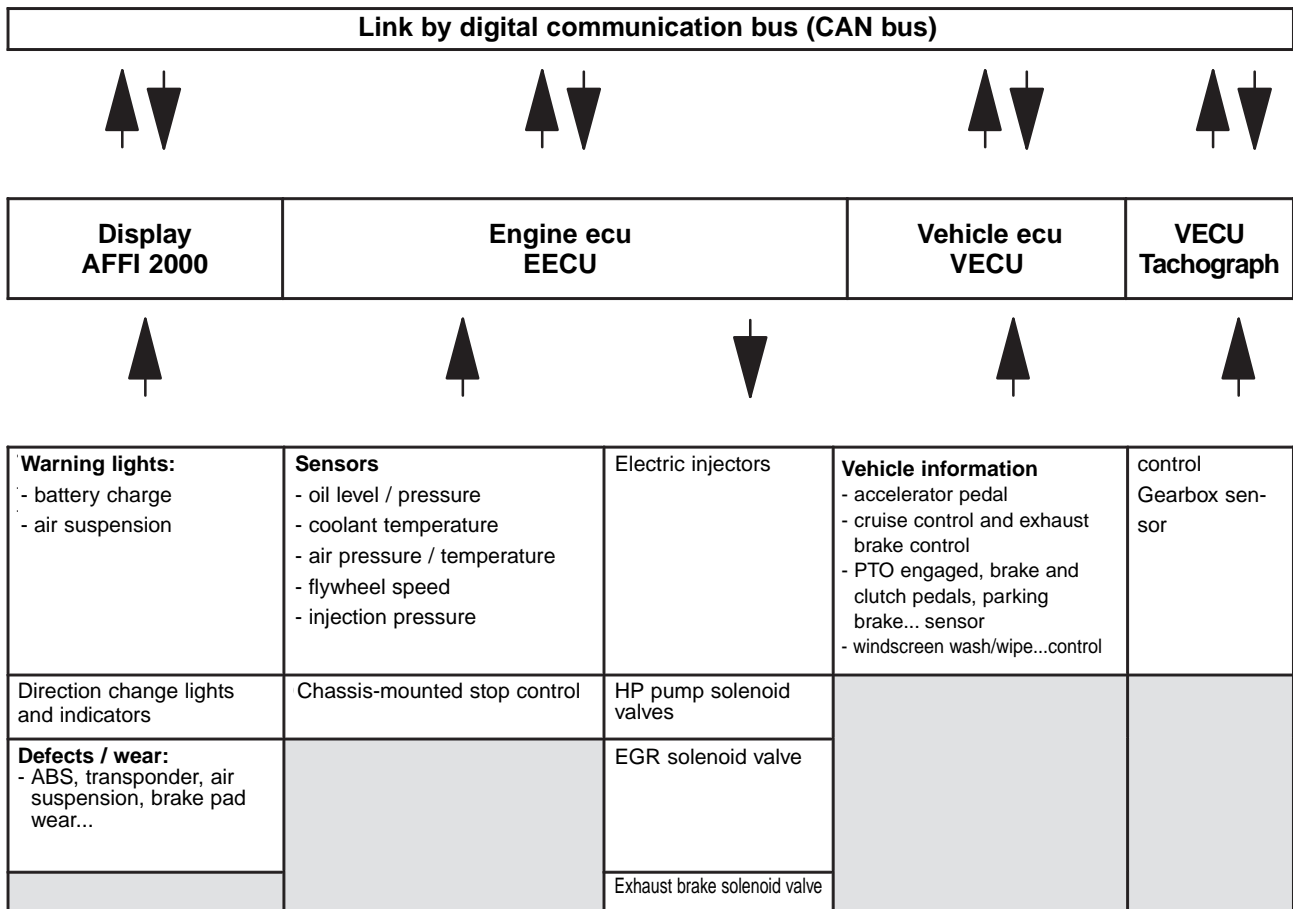 Link by digital communication bus (CAN bus)
Display
AFFI 2000
Engine ecu
EECU
Vehicle ecu
VECU
VECU
Tachograph
Warning lights:
- battery charge
- air suspension
Sensors
- oil level / pressure
- coolant temperature
- air pressure / temperature
- flywheel speed
- injection pressure
Electric injectors
Vehicle information
- accelerator pedal
- cruise control and exhaust
brake control
- PTO engaged, brake and
clutch pedals, parking
brake... sensor
- windscreen wash/wipe...control
control
Gearbox sen-
sor
Direction change lights
and indicators
Chassis-mounted stop control
HP pump solenoid
valves
Defects / wear:
- ABS, transponder, air
suspension, brake pad
wear...
EGR solenoid valve
Exhaust brake solenoid valve